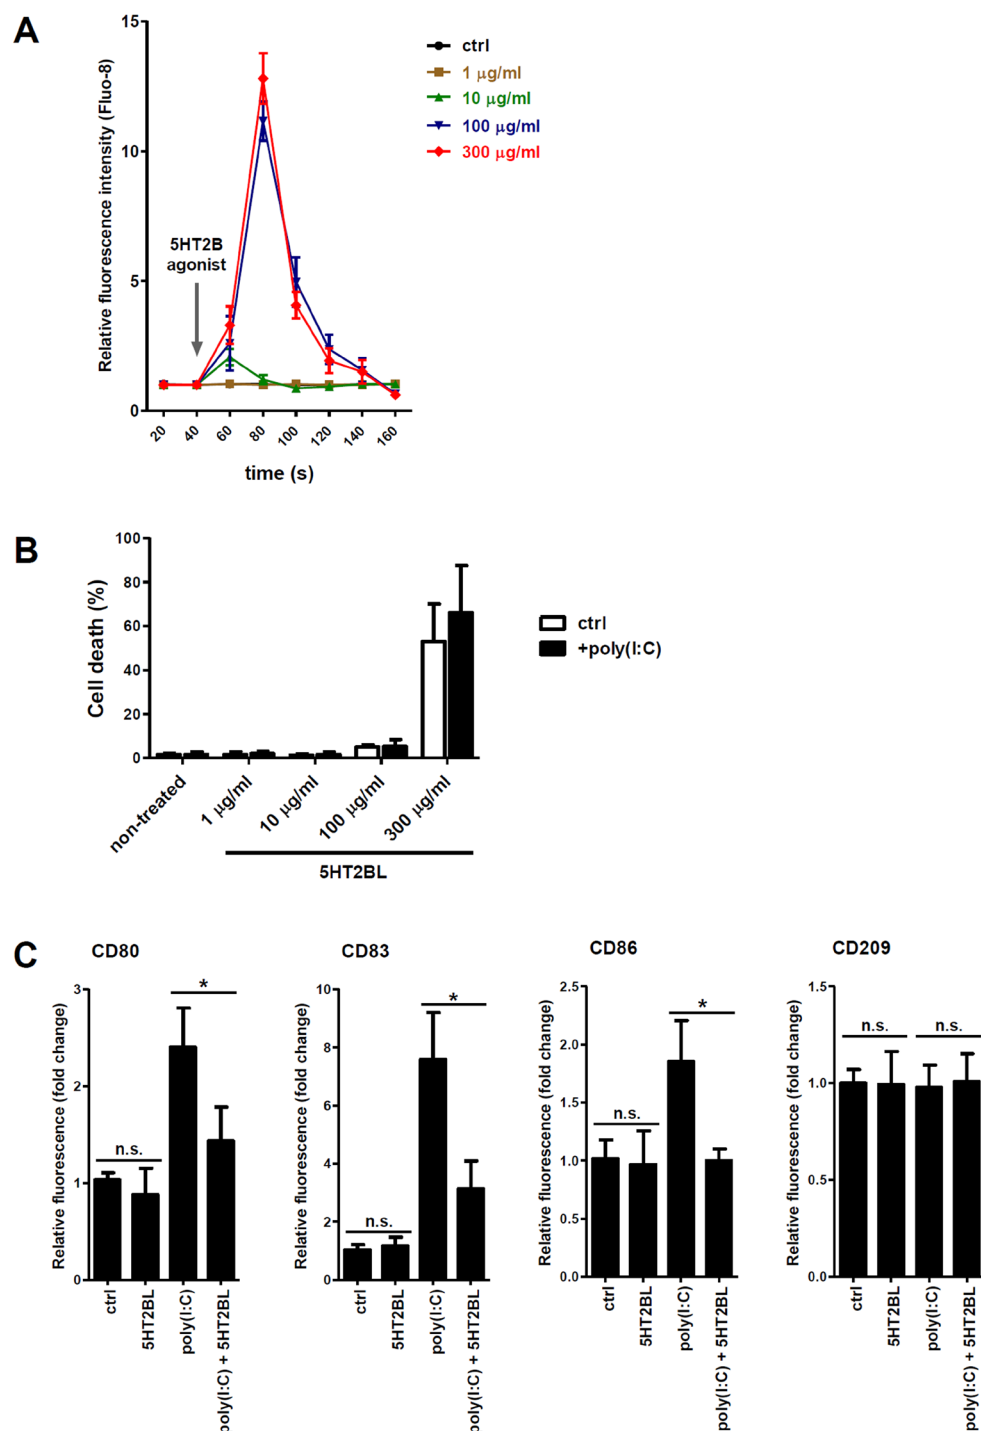 A
Relative fluorescence intensity (Fluo-8)
15
10
5
0
5HT2B
agonist
20 40 60 80 100 120 140 160
time (s)
ctrl
1 μg/ml
10 μg/ml
100 μg/ml
300 μg/ml
B
Cell death (%)
100
80
60
40
20
0
non-treated 1 μg/ml 10 μg/ml 100 μg/ml 300 μg/ml
5HT2BL
ctrl
+poly(I:C)
C
CD80
Relative fluorescence (fold change)
3
2
1
0
n.s. *
ctrl 5HT2BL poly(I:C) poly(I:C) + 5HT2BL
CD83
Relative fluorescence (fold change)
10
8
6
4
2
0
n.s. *
ctrl 5HT2BL poly(I:C) poly(I:C) + 5HT2BL
CD86
Relative fluorescence (fold change)
2.5
2.0
1.5
1.0
0.5
0.0
n.s. *
ctrl 5HT2BL poly(I:C) poly(I:C) + 5HT2BL
CD209
Relative fluorescence (fold change)
1.5
1.0
0.5
0.0
n.s. n.s.
ctrl 5HT2BL poly(I:C) poly(I:C) + 5HT2BL